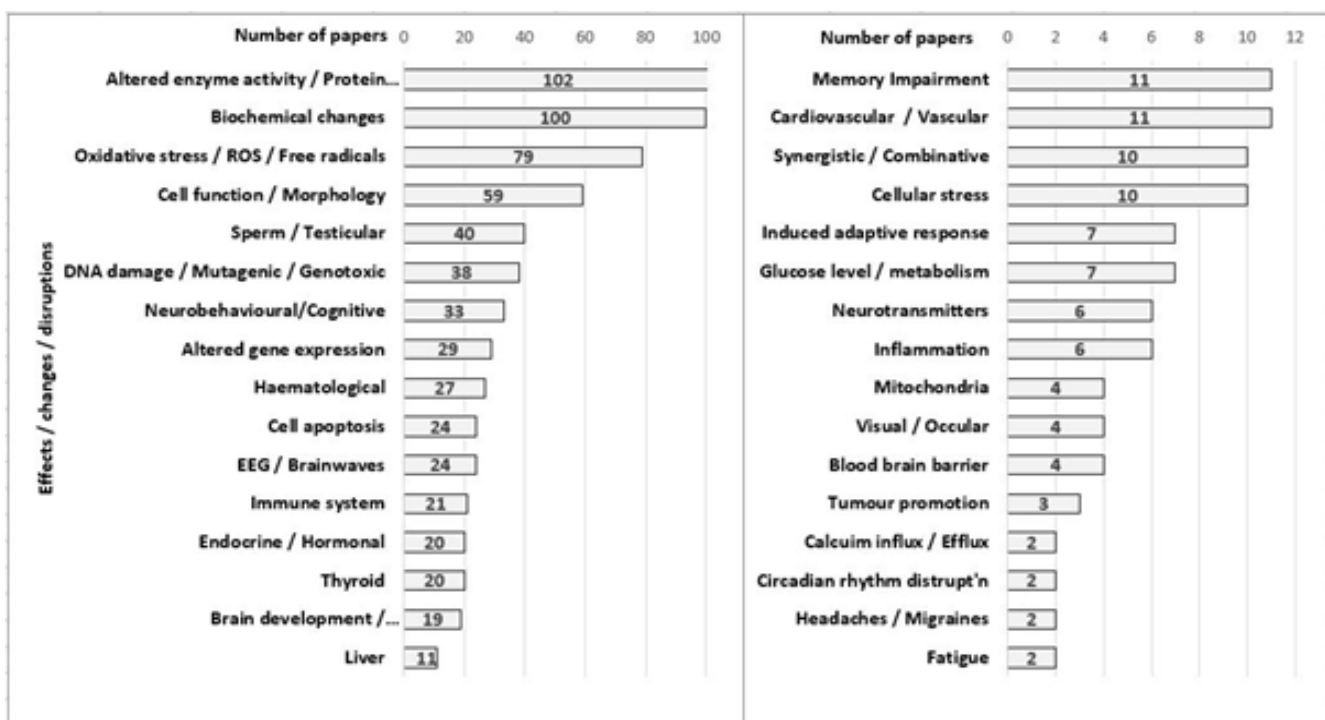 Number of papers 0 20 40 60 80 100
Effects / changes / disruptions
Altered enzyme activity / Protein... 102
Biochemical changes 100
Oxidative stress / ROS / Free radicals 79
Cell function / Morphology 59
Sperm / Testicular 40
DNA damage / Mutagenic / Genotoxic 38
Neurobehavioural/Cognitive 33
Altered gene expression 29
Haematological 27
Cell apoptosis 24
EEG / Brainwaves 24
Immune system 21
Endocrine / Hormonal 20
Thyroid 20
Brain development /... 19
Liver 11
Number of papers 0 2 4 6 8 10 12
Memory Impairment 11
Cardiovascular / Vascular 11
Synergistic / Combinative 10
Cellular stress 10
Induced adaptive response 7
Glucose level / metabolism 7
Neurotransmitters 6
Inflammation 6
Mitochondria 4
Visual / Occular 4
Blood brain barrier 4
Tumour promotion 3
Calcuim influx / Efflux 2
Circadian rhythm distrupt'n 2
Headaches / Migraines 2
Fatigue 2